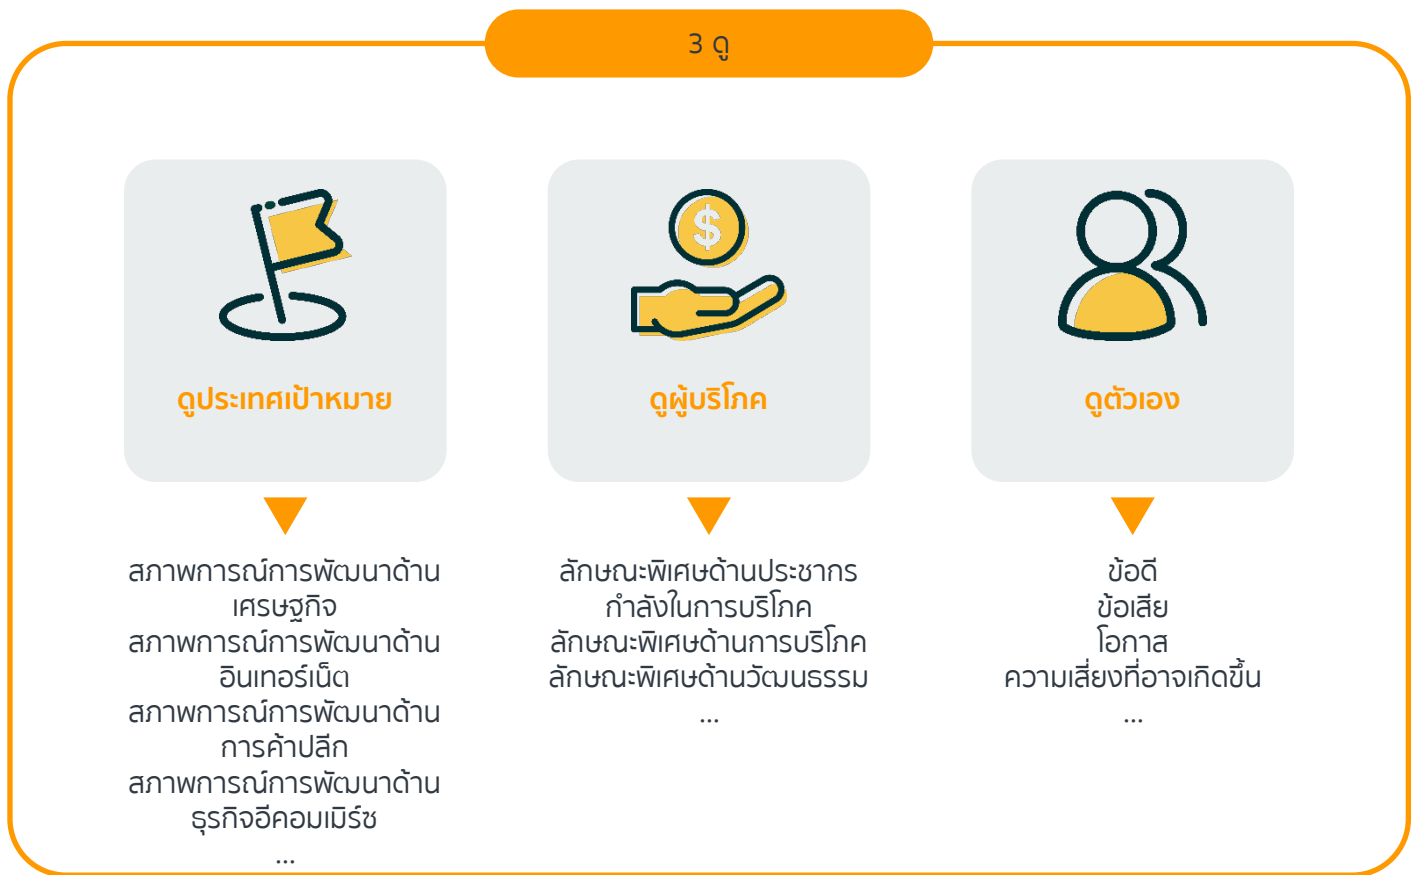 3 ดู
ดูประเทศเป้าหมาย
สภาพการณ์การพัฒนาด้าน
เศรษฐกิจ
สภาพการณ์การพัฒนาด้าน
อินเทอร์เน็ต
สภาพการณ์การพัฒนาด้าน
การค้าปลีก
สภาพการณ์การพัฒนาด้าน
ธุรกิจอีคอมเมิร์ซ
...
ดูผู้บริโภค
ลักษณะพิเศษด้านประชากร
กำลังในการบริโภค
ลักษณะพิเศษด้านการบริโภค
ลักษณะพิเศษด้านวัฒนธรรม
...
ดูตัวเอง
ข้อดี
ข้อเสีย
โอกาส
ความเสี่ยงที่อาจเกิดขึ้น
...